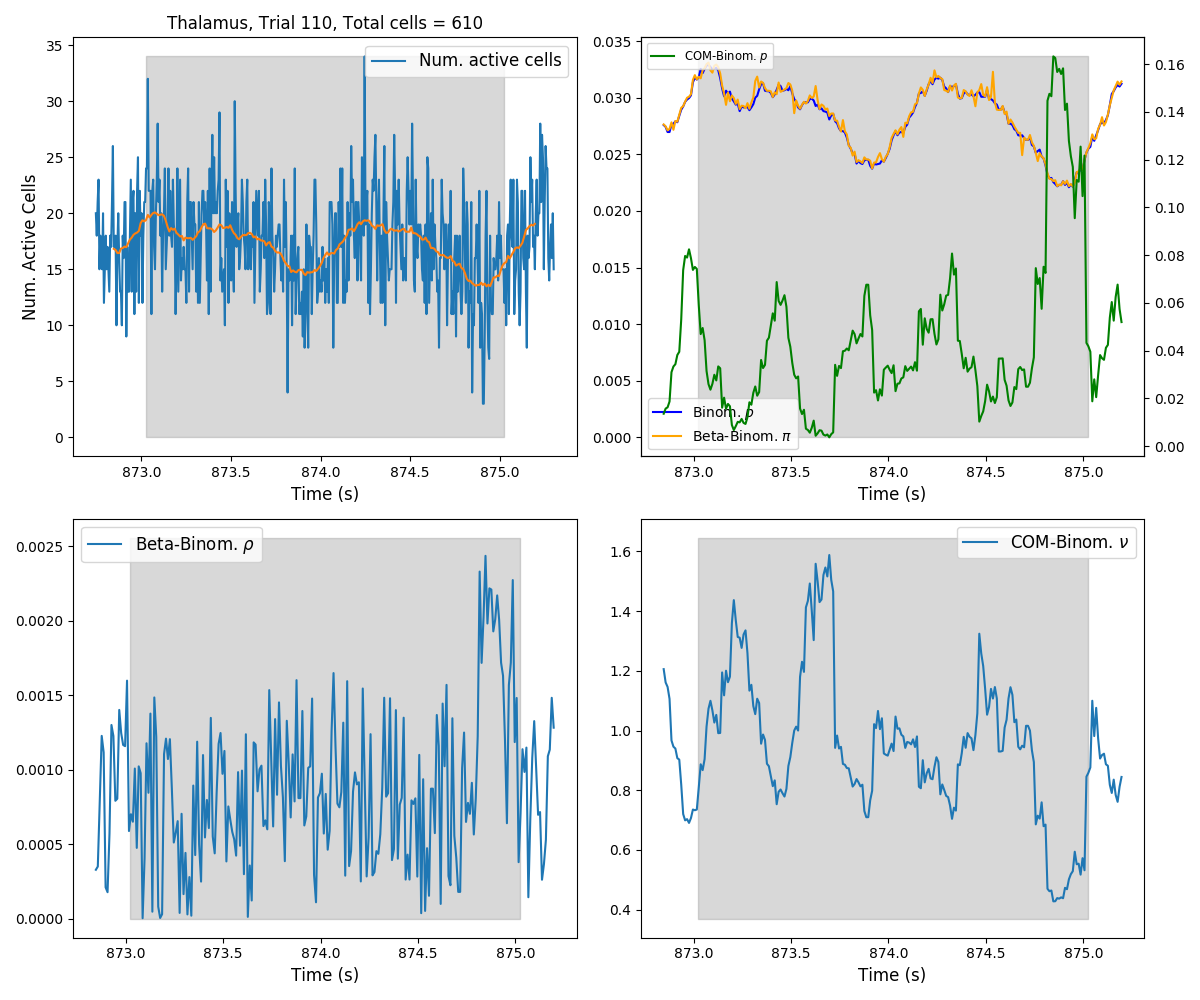 Thalamus, Trial 110, Total cells = 610
Num. active cells
Num. Active Cells
35
30
25
20
15
10
5
0
873.0 873.5 874.0 874.5 875.0
Time (s)
COM-Binom. p
Binom. p
Beta-Binom. π
0.035
0.030
0.025
0.020
0.015
0.010
0.005
0.000
0.16
0.14
0.12
0.10
0.08
0.06
0.04
0.02
0.00
873.0 873.5 874.0 874.5 875.0
Time (s)
Beta-Binom. ρ
0.0025
0.0020
0.0015
0.0010
0.0005
0.0000
873.0 873.5 874.0 874.5 875.0
Time (s)
COM-Binom. ν
1.6
1.4
1.2
1.0
0.8
0.6
0.4
873.0 873.5 874.0 874.5 875.0
Time (s)